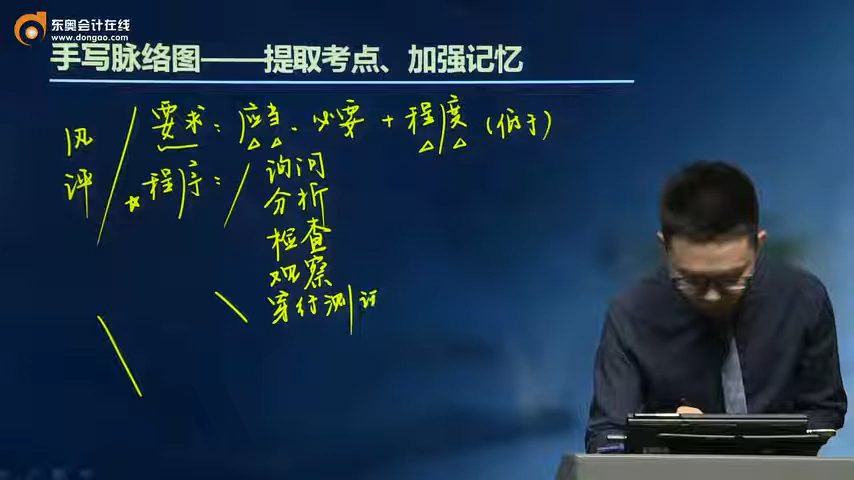 东奥会计在线
www.dongao.com
手写脉络图——提取考点、加强记忆
风评
要求：应当、必要+程度（低于）
程序：
询问
分析
检查
观察
穿行测试